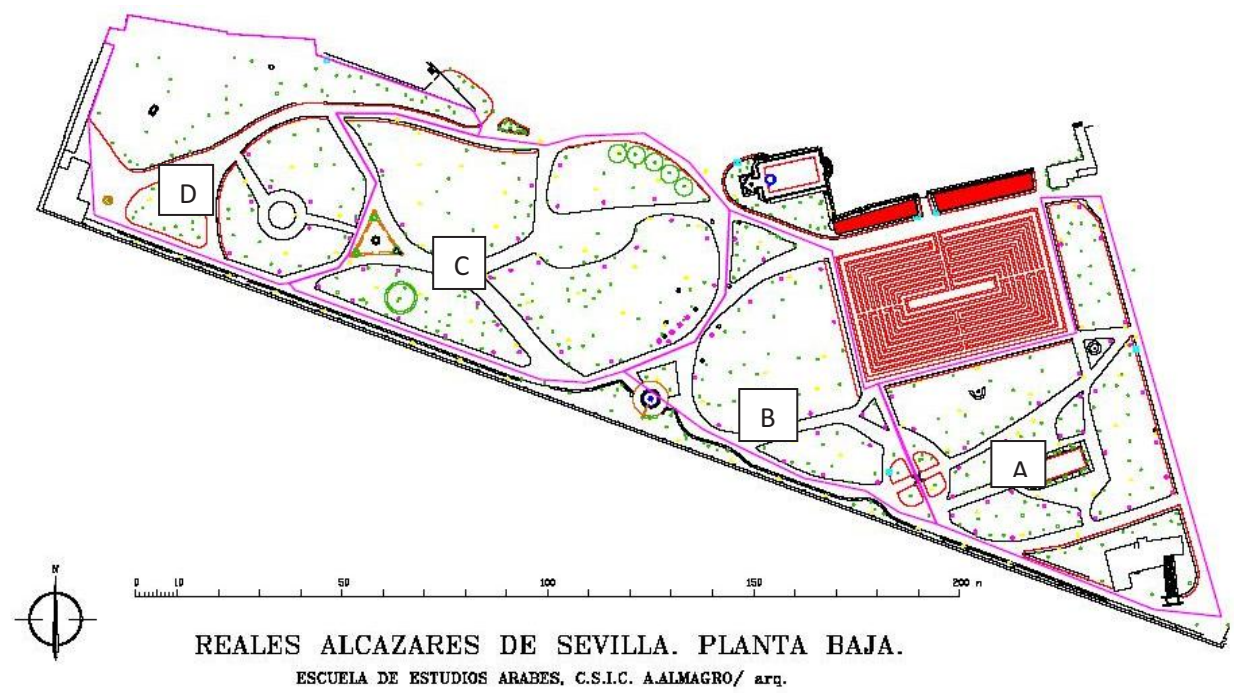 D
C
B
A
N
0 10 50 100 150 200 m
REALES ALCAZARES DE SEVILLA. PLANTA BAJA.
ESCUELA DE ESTUDIOS ARABES, C.S.I.C. A.ALMAGRO/ arq.